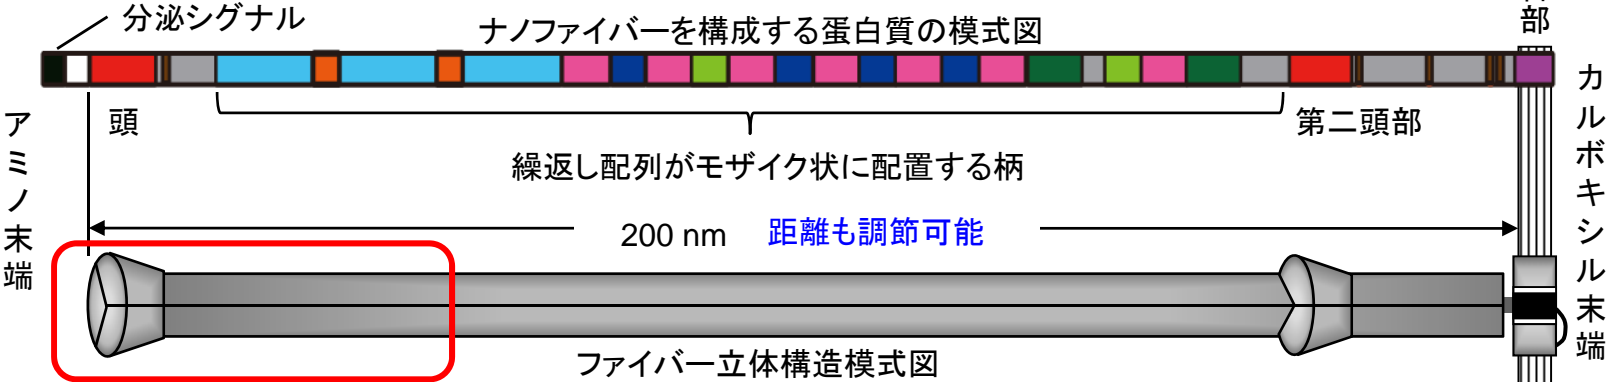 分泌シグナル
ナノファイバーを構成する蛋白質の模式図
部
アミノ末端
頭
第二頭部
カルボキシル末端
繰返し配列がモザイク状に配置する柄
200 nm 距離も調節可能
ファイバー立体構造模式図